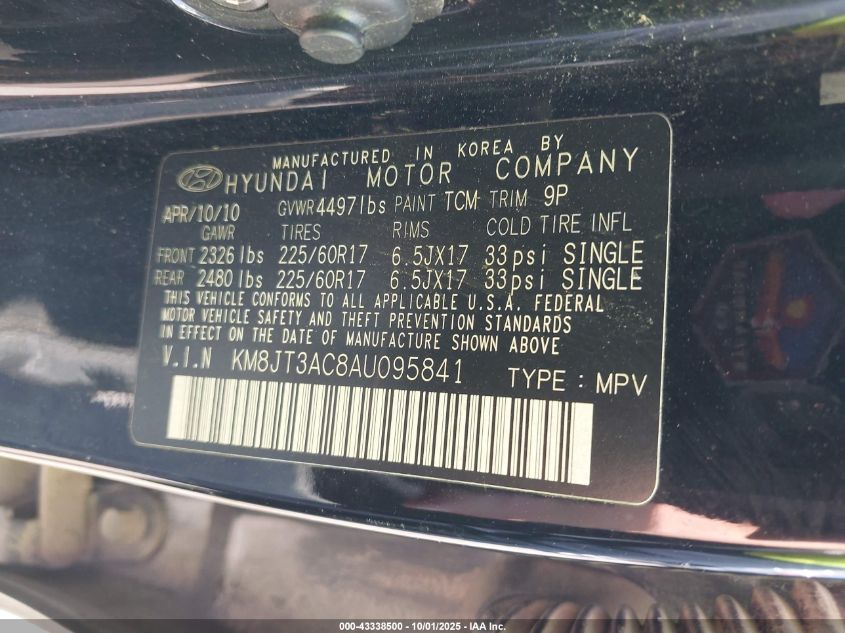 MANUFACTURED IN KOREA BY
HYUNDAI MOTOR COMPANY
APR/10/10 GVWR 4497lbs PAINT TCM TRIM 9P
GAWR TIRES RIMS COLD TIRE INFL
FRONT 2326 lbs 225/60R17 6.5JX17 33psi SINGLE
REAR 2480 lbs 225/60R17 6.5JX17 33psi SINGLE
THIS VEHICLE CONFORMS TO ALL APPLICABLE U.S.A. FEDERAL
MOTOR VEHICLE SAFETY AND THEFT PREVENTION STANDARDS
IN EFFECT ON THE DATE OF MANUFACTURE SHOWN ABOVE
V.I.N KM8JT3AC8AU095841 TYPE : MPV
000-43338500 - 10/01/2025 - IAA Inc.